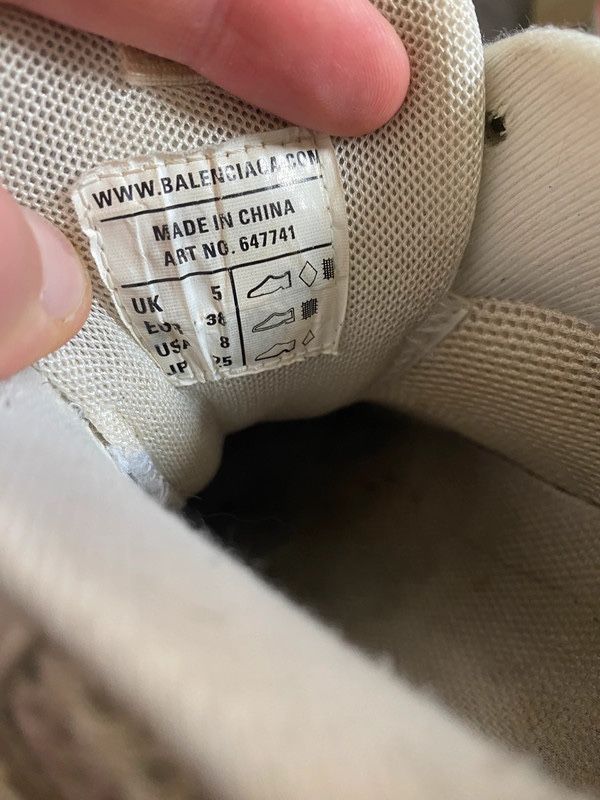 WWW.BALENCIAGA.COM
MADE IN CHINA
ART NO. 647741
UK 5
EUR 38
USA 8
JP 25